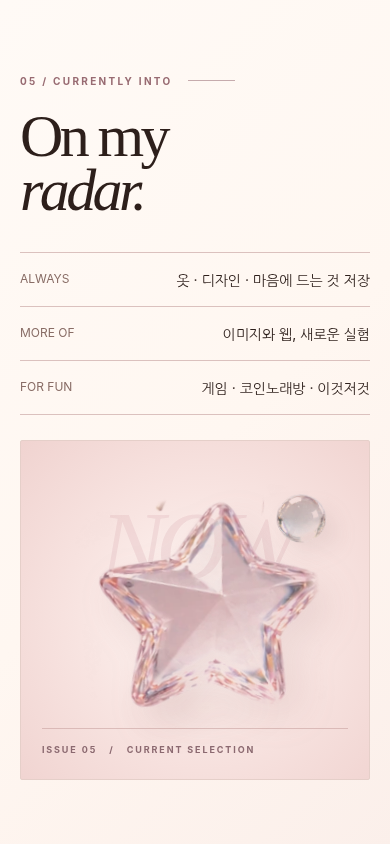 05 / CURRENTLY INTO
On my
radar.
ALWAYS 옷 · 디자인 · 마음에 드는 것 저장
MORE OF 이미지와 웹, 새로운 실험
FOR FUN 게임 · 코인노래방 · 이것저것
NOW
ISSUE 05 / CURRENT SELECTION